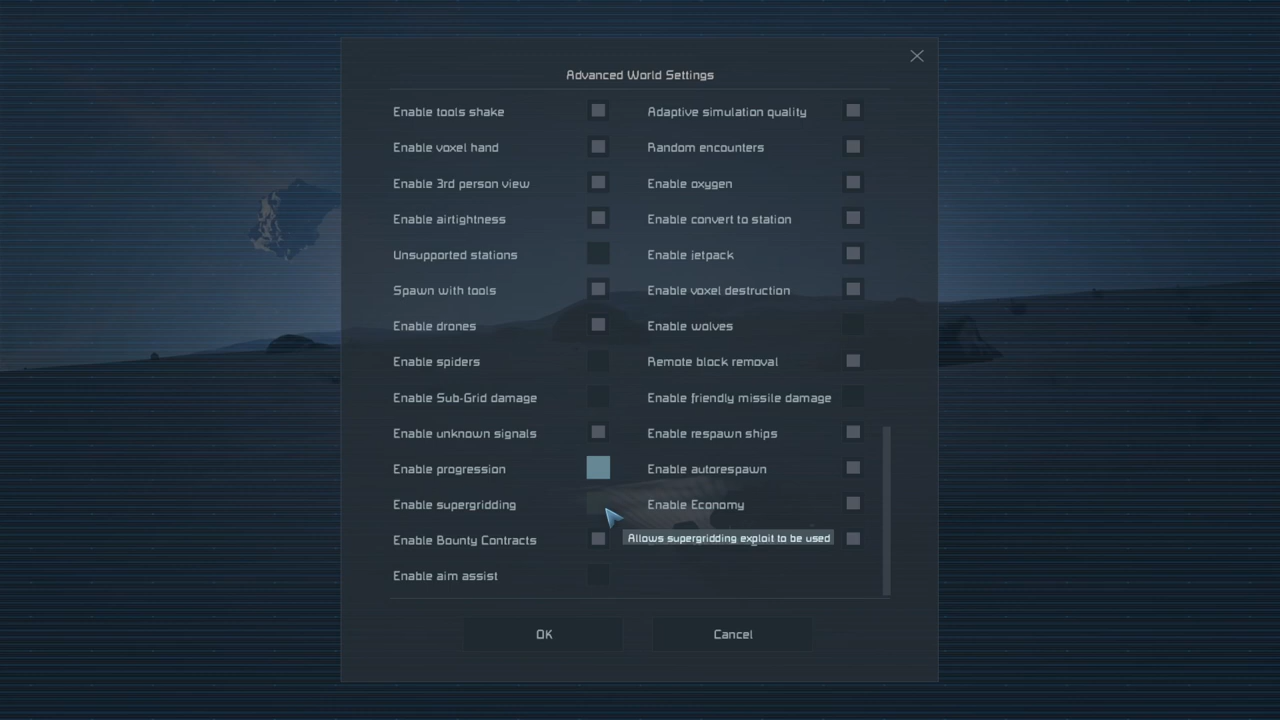 Advanced World Settings
Enable tools shake Adaptive simulation quality
Enable voxel hand Random encounters
Enable 3rd person view Enable oxygen
Enable airtightness Enable convert to station
Unsupported stations Enable jetpack
Spawn with tools Enable voxel destruction
Enable drones Enable wolves
Enable spiders Remote block removal
Enable Sub-Grid damage Enable friendly missile damage
Enable unknown signals Enable respawn ships
Enable progression Enable autorespawn
Enable supergridding Enable Economy
Enable Bounty Contracts Allows supergridding exploit to be used
Enable aim assist
OK Cancel